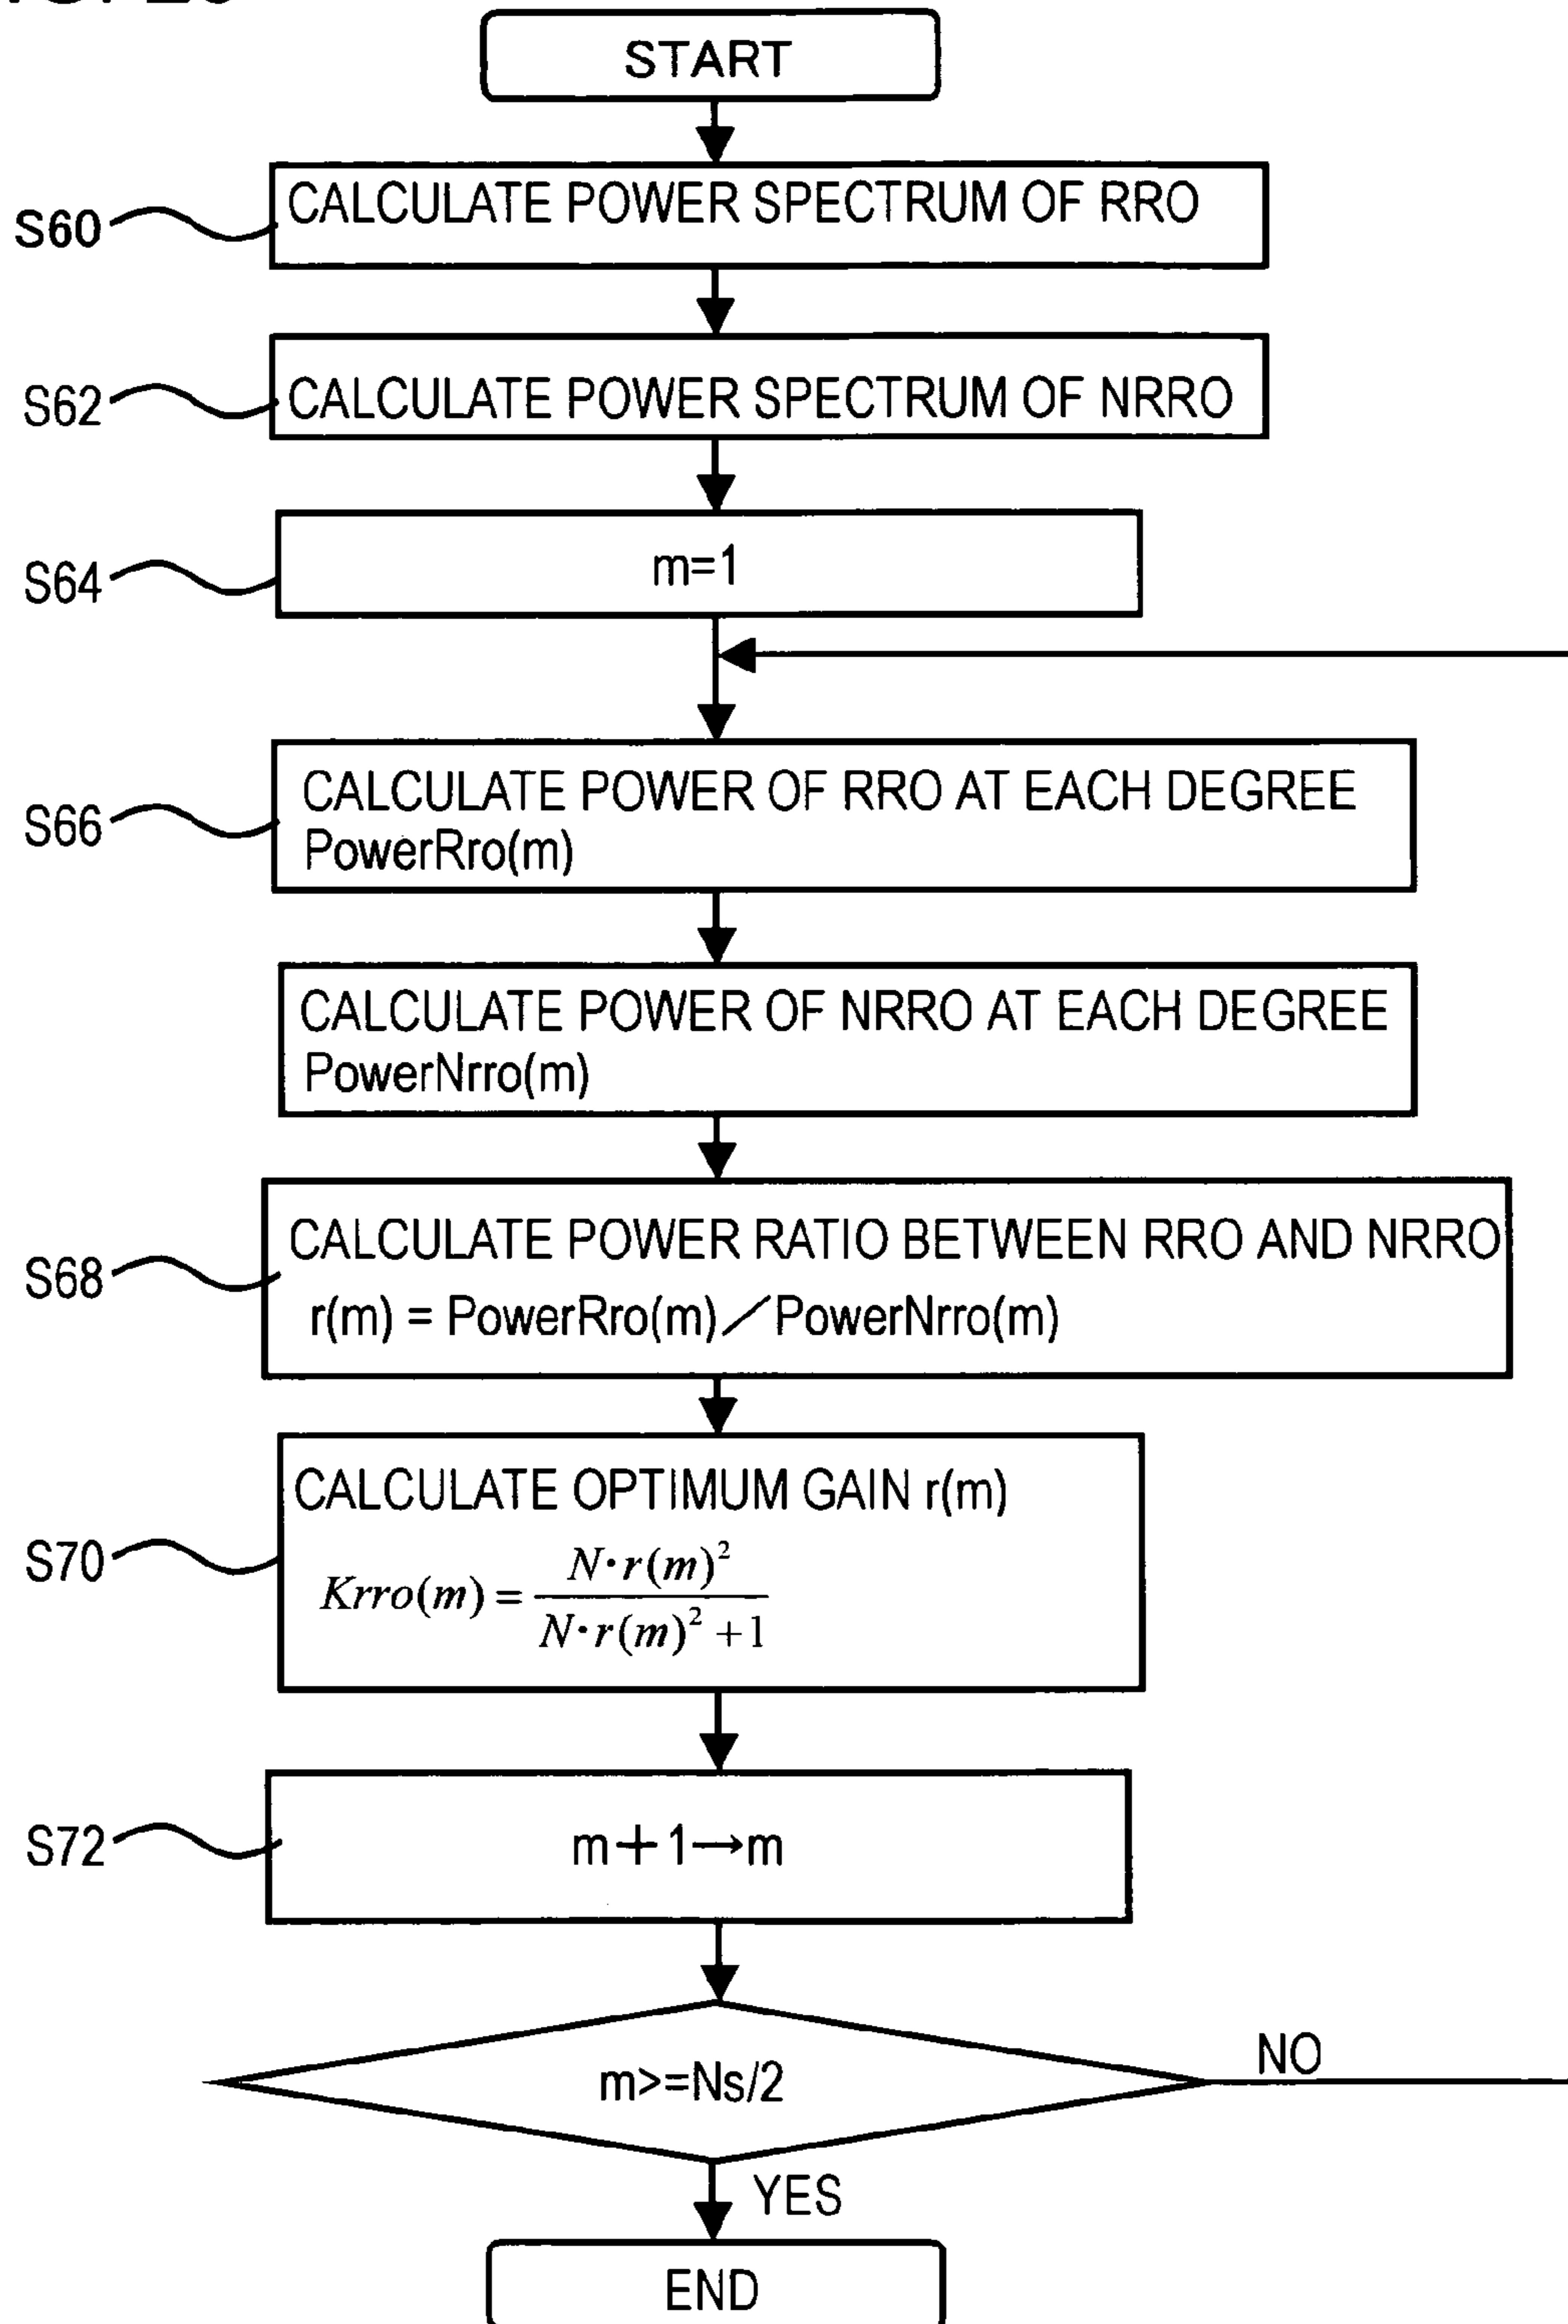 START
S60
CALCULATE POWER SPECTRUM OF RRO
S62
CALCULATE POWER SPECTRUM OF NRRO
S64
m=1
S66
CALCULATE POWER OF RRO AT EACH DEGREE
PowerRro(m)
CALCULATE POWER OF NRRO AT EACH DEGREE
PowerNrro(m)
S68
CALCULATE POWER RATIO BETWEEN RRO AND NRRO
r(m) = PowerRro(m)／PowerNrro(m)
S70
CALCULATE OPTIMUM GAIN r(m)
Krro(m) = N·r(m)² / N·r(m)² +1
S72
m+1→m
m>=Ns/2
NO
YES
END